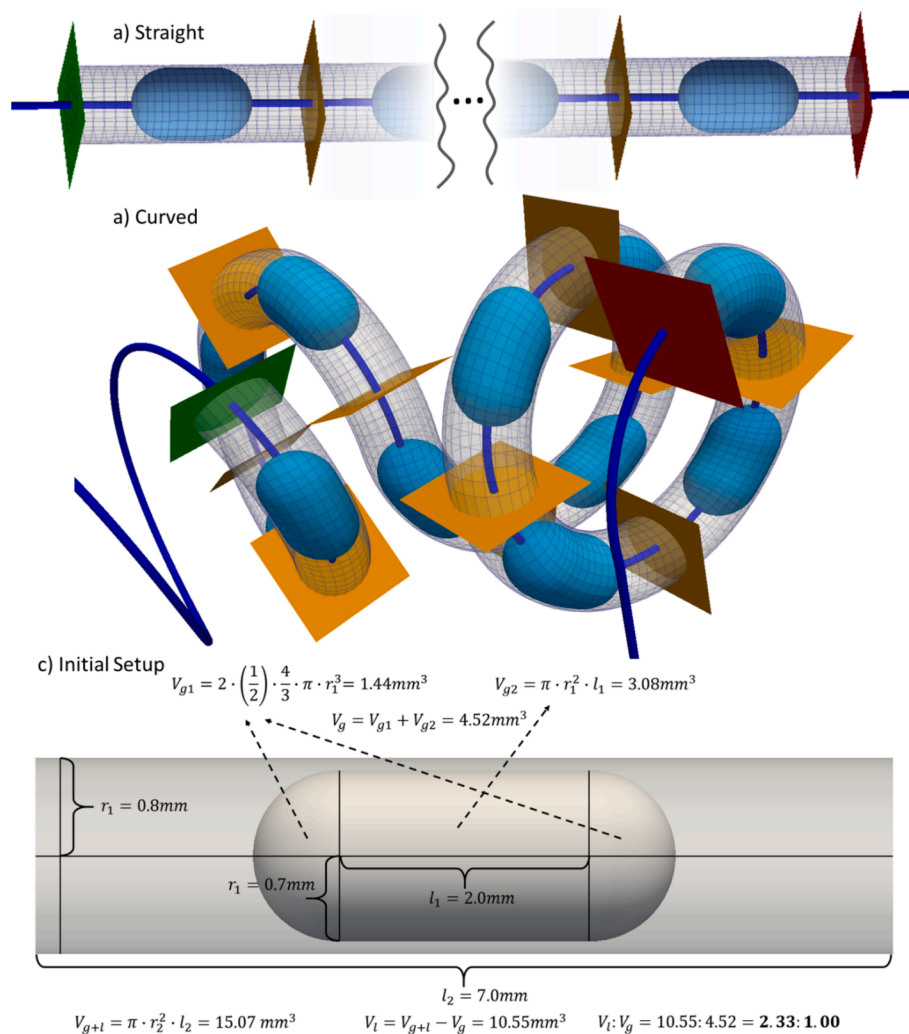 a) Straight
...
a) Curved
c) Initial Setup
V_{g1} = 2 · (1/2) · 4/3 · π · r_1^3 = 1.44mm^3
V_{g2} = π · r_1^2 · l_1 = 3.08mm^3
V_g = V_{g1} + V_{g2} = 4.52mm^3
r_1 = 0.8mm
r_1 = 0.7mm
l_1 = 2.0mm
l_2 = 7.0mm
V_{g+l} = π · r_2^2 · l_2 = 15.07 mm^3
V_l = V_{g+l} − V_g = 10.55mm^3
V_l: V_g = 10.55: 4.52 = 2.33: 1.00